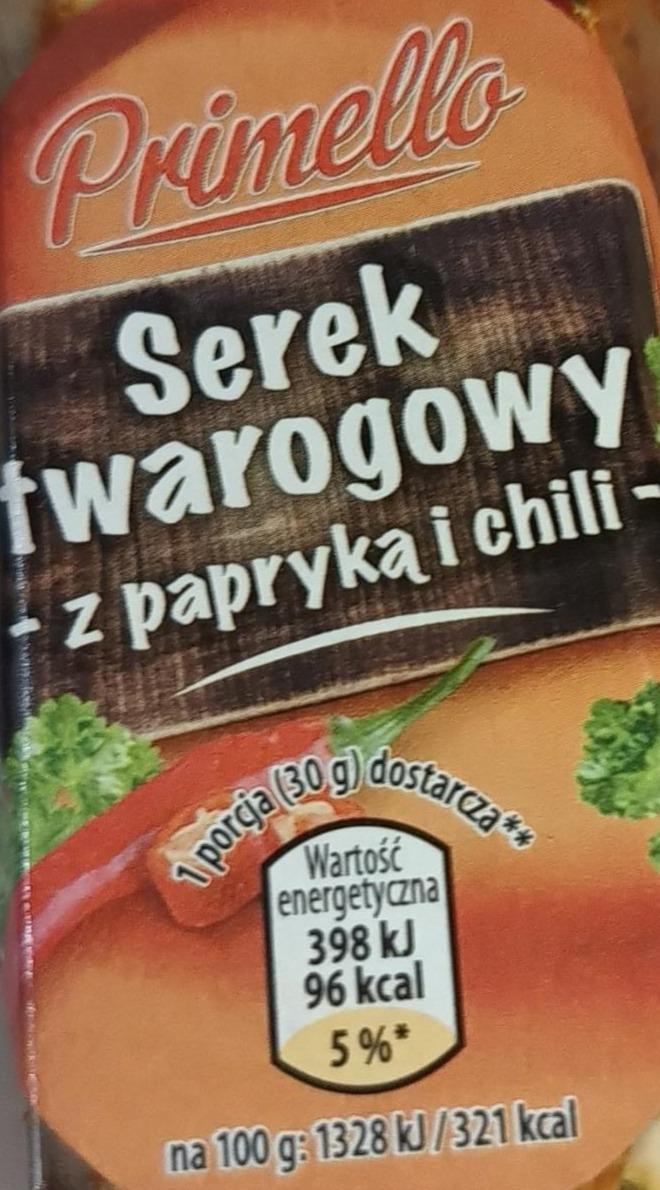 Primello
Serek
twarogowy
- z papryką i chili -
1 porcja (30 g) dostarcza**
Wartość
energetyczna
398 kJ
96 kcal
5 %*
na 100 g: 1328 kJ / 321 kcal